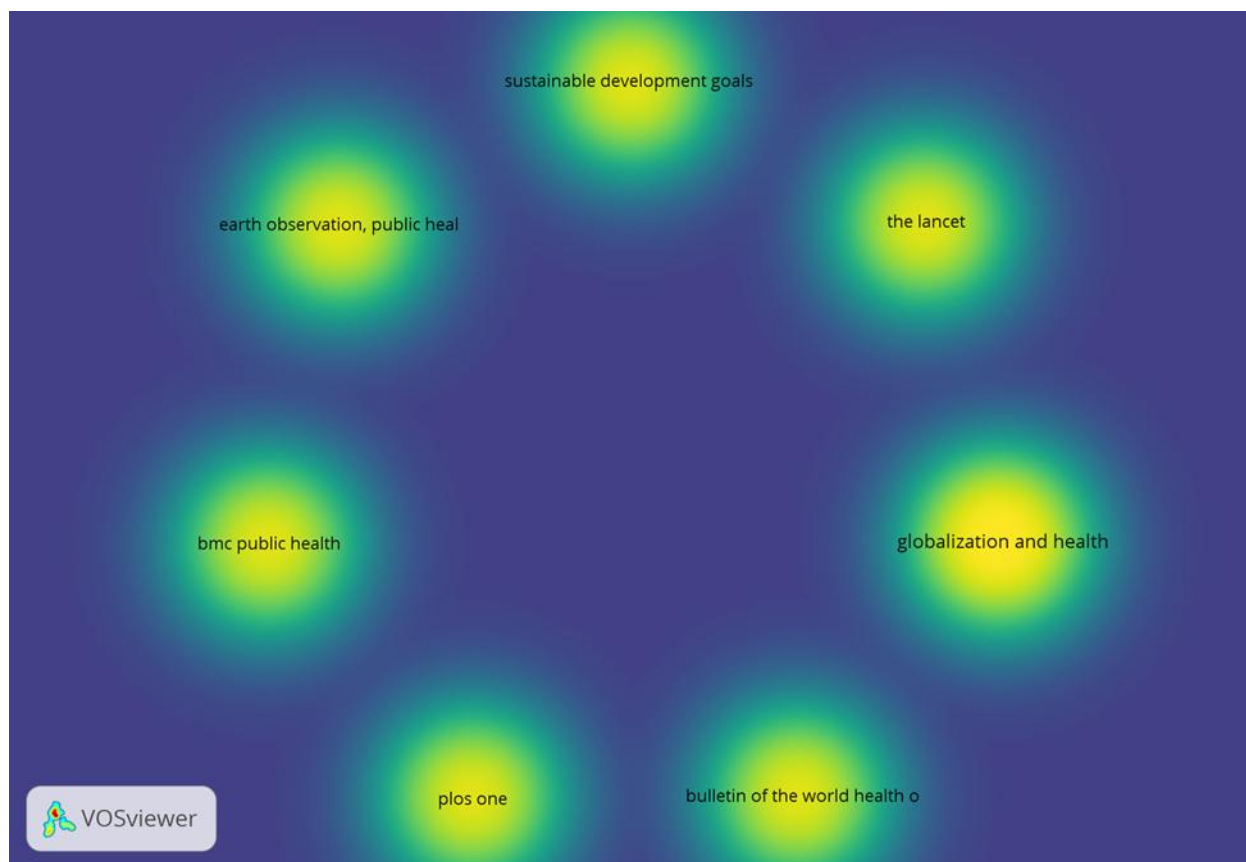 sustainable development goals
earth observation, public heal
the lancet
bmc public health
globalization and health
plos one
bulletin of the world health o
VOSviewer